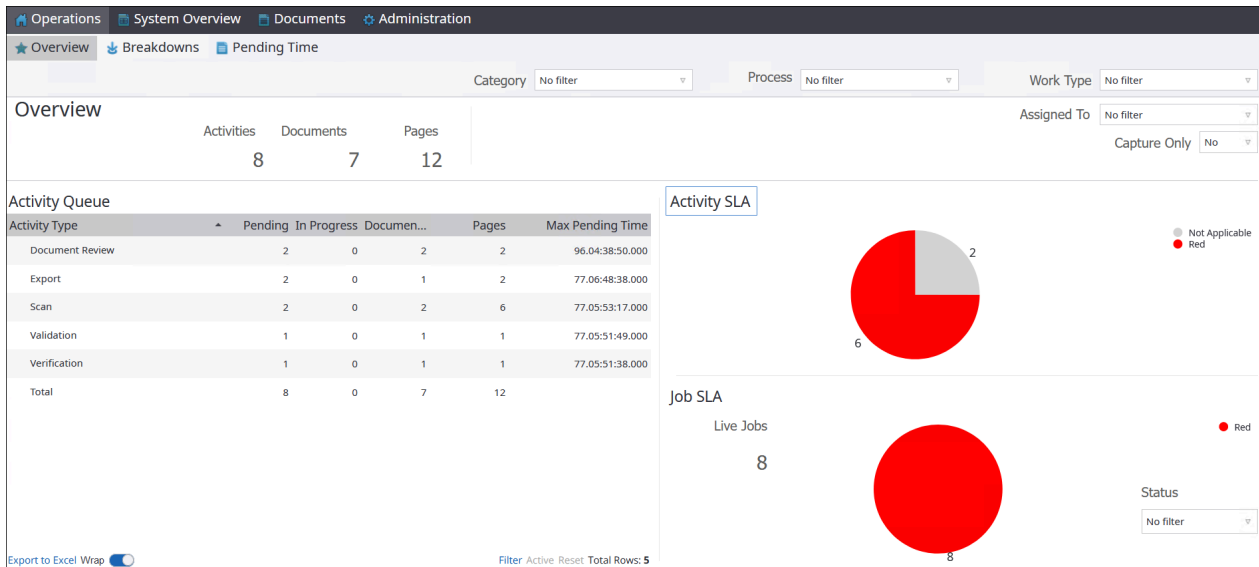 Operations System Overview Documents Administration
Overview Breakdowns Pending Time
Category No filter Process No filter Work Type No filter
Overview
Assigned To No filter
Activities Documents Pages
Capture Only No
8 7 12
Activity Queue
Activity Type Pending In Progress Documen... Pages Max Pending Time
Document Review 2 0 2 2 96.04:38:50.000
Export 2 0 1 2 77.06:48:38.000
Scan 2 0 2 6 77.05:53:17.000
Validation 1 0 1 1 77.05:51:49.000
Verification 1 0 1 1 77.05:51:38.000
Total 8 0 7 12
Export to Excel Wrap Filter Active Reset Total Rows: 5
Activity SLA
Not Applicable
Red
2
6
Job SLA
Live Jobs
8
Red
Status
No filter
8